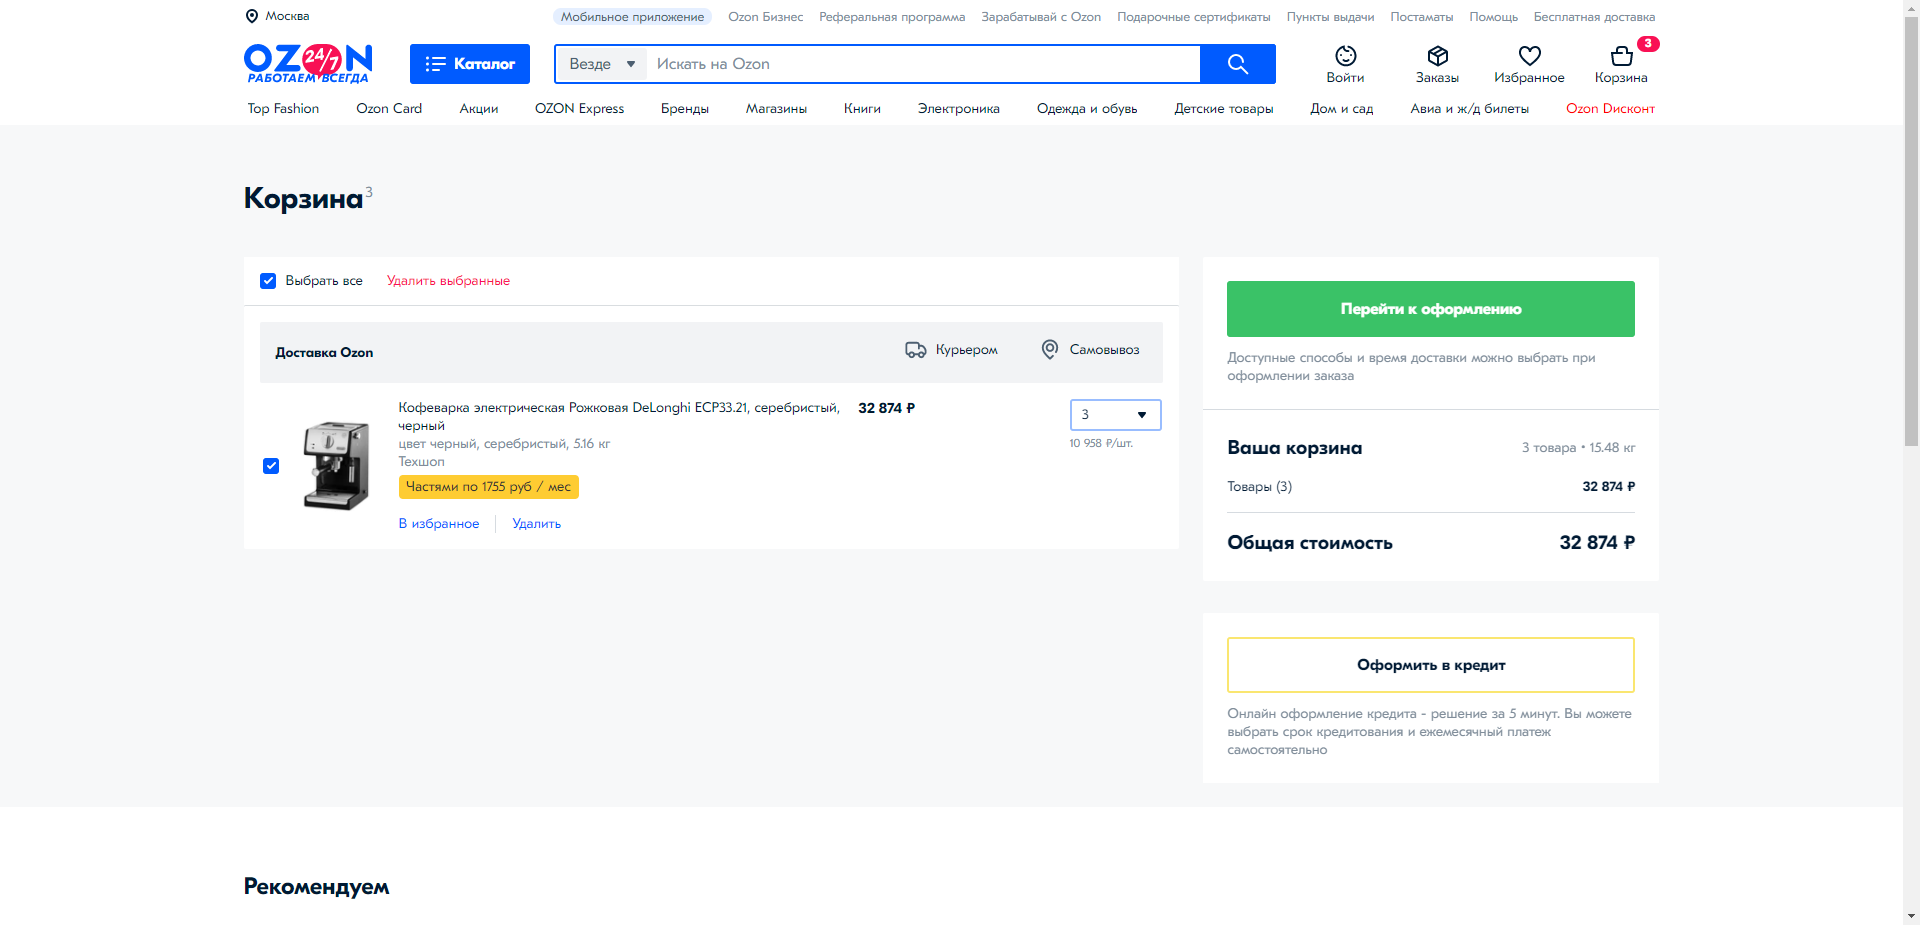 Москва
Мобильное приложение
Ozon Бизнес
Реферальная программа
Зарабатывай с Ozon
Подарочные сертификаты
Пункты выдачи
Постаматы
Помощь
Бесплатная доставка
OZON
24/7
РАБОТАЕМ ВСЕГДА
Каталог
Везде
Искать на Ozon
Войти
Заказы
Избранное
3
Корзина
Top Fashion
Ozon Card
Акции
OZON Express
Бренды
Магазины
Книги
Электроника
Одежда и обувь
Детские товары
Дом и сад
Авиа и ж/д билеты
Ozon Dисконт
Корзина 3
Выбрать все
Удалить выбранные
Доставка Ozon
Курьером
Самовывоз
Кофеварка электрическая Рожковая DeLonghi ECP33.21, серебристый,
черный
цвет черный, серебристый, 5.16 кг
Техшоп
Частями по 1755 руб / мес
В избранное
Удалить
32 874 ₽
3
10 958 ₽/шт.
Перейти к оформлению
Доступные способы и время доставки можно выбрать при
оформлении заказа
Ваша корзина
3 товара • 15.48 кг
Товары (3)
32 874 ₽
Общая стоимость
32 874 ₽
Оформить в кредит
Онлайн оформление кредита - решение за 5 минут. Вы можете
выбрать срок кредитования и ежемесячный платеж
самостоятельно
Рекомендуем